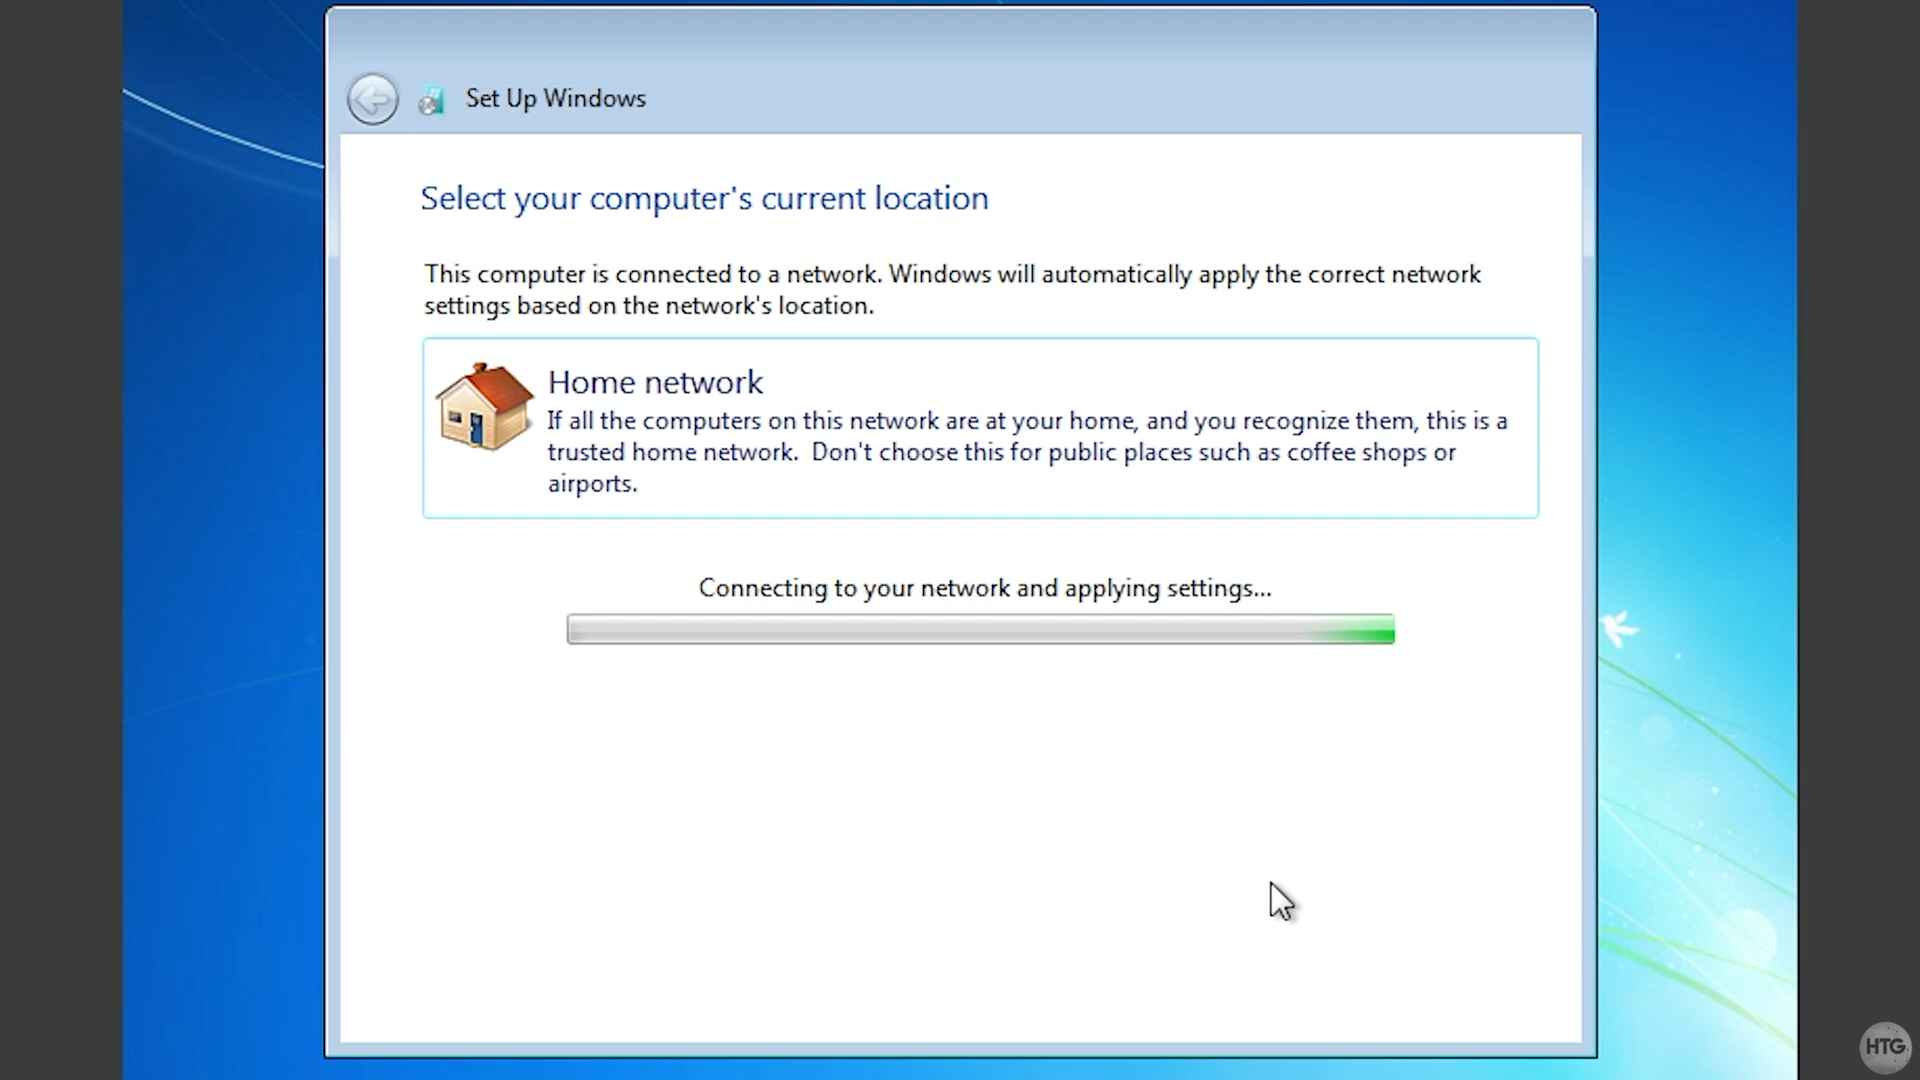 Set Up Windows
Select your computer's current location
This computer is connected to a network. Windows will automatically apply the correct network
settings based on the network's location.
Home network
If all the computers on this network are at your home, and you recognize them, this is a
trusted home network.  Don't choose this for public places such as coffee shops or
airports.
Connecting to your network and applying settings...
HTG